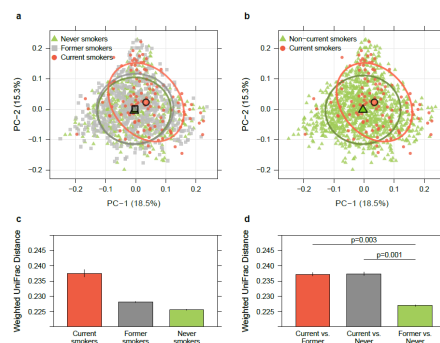 a
Never smokers
Former smokers
Current smokers
PC−2 (15.3%)
0.2
0.1
0.0
−0.1
−0.2
−0.2 −0.1 0.0 0.1 0.2
PC−1 (18.5%)
b
Non−current smokers
Current smokers
PC−2 (15.3%)
0.2
0.1
0.0
−0.1
−0.2
−0.2 −0.1 0.0 0.1 0.2
PC−1 (18.5%)
c
Weighted UniFrac Distance
0.245
0.240
0.235
0.230
0.225
Current
smokers
Former
smokers
Never
smokers
d
Weighted UniFrac Distance
0.245
0.240
0.235
0.230
0.225
p=0.003
p=0.001
Current vs.
Former
Current vs.
Never
Former vs.
Never